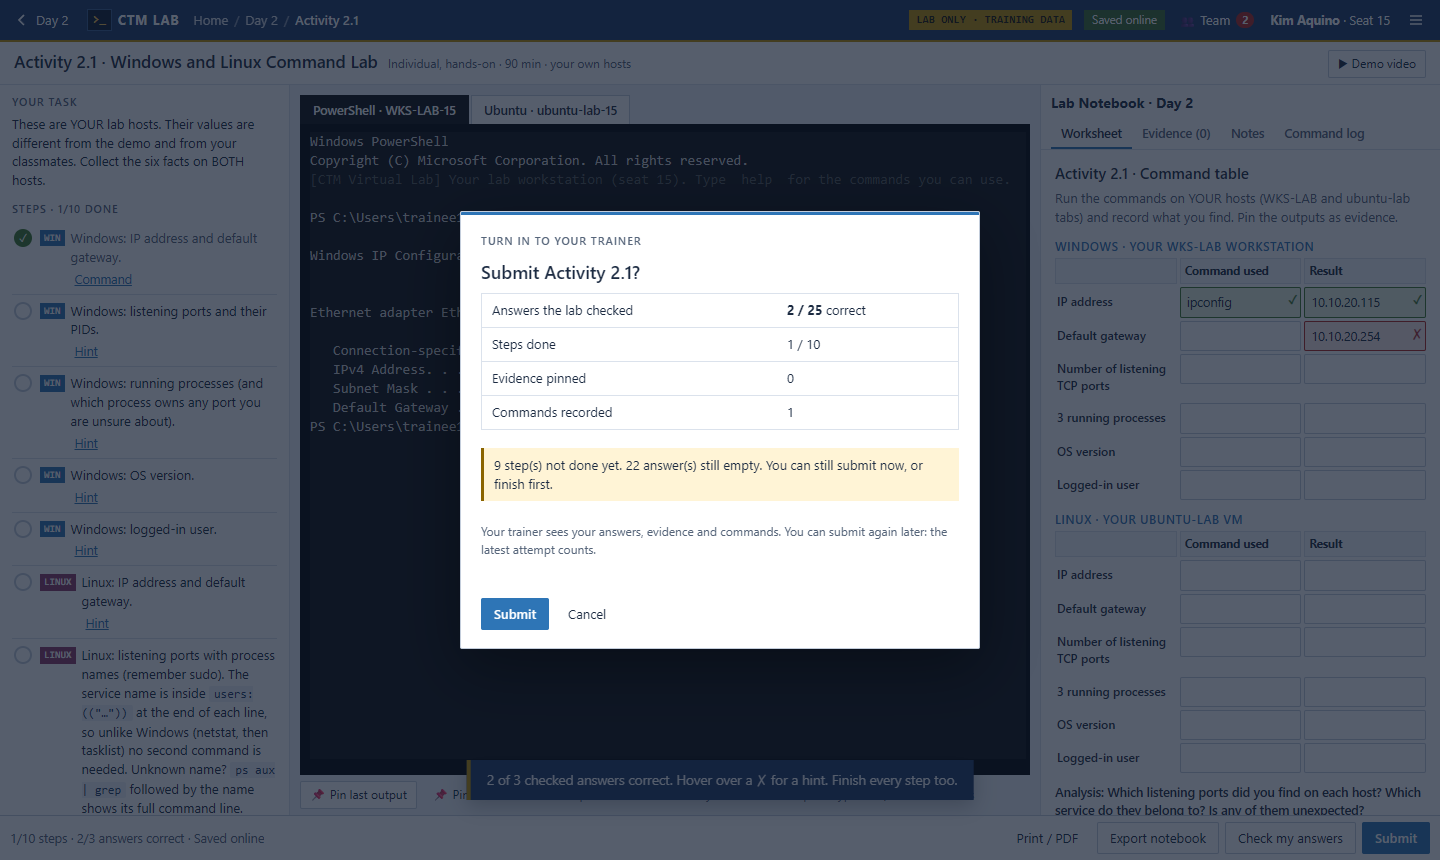 Day 2
>_ CTM LAB
Home / Day 2 / Activity 2.1
LAB ONLY · TRAINING DATA
Saved online
Team 2
Kim Aquino · Seat 15
Activity 2.1 · Windows and Linux Command Lab
Individual, hands-on · 90 min · your own hosts
▶ Demo video
YOUR TASK
These are YOUR lab hosts. Their values are
different from the demo and from your
classmates. Collect the six facts on BOTH
hosts.
STEPS · 1/10 DONE
WIN Windows: IP address and default
gateway.
Command
WIN Windows: listening ports and their
PIDs.
Hint
WIN Windows: running processes (and
which process owns any port you
are unsure about).
Hint
WIN Windows: OS version.
Hint
WIN Windows: logged-in user.
Hint
LINUX Linux: IP address and default
gateway.
Hint
LINUX Linux: listening ports with process
names (remember sudo). The
service name is inside users:
(("…")) at the end of each line,
so unlike Windows (netstat, then
tasklist) no second command is
needed. Unknown name? ps aux
| grep followed by the name
shows its full command line.
PowerShell · WKS-LAB-15
Ubuntu · ubuntu-lab-15
Windows PowerShell
Copyright (C) Microsoft Corporation. All rights reserved.
[CTM Virtual Lab] Your lab workstation (seat 15). Type help for the commands you can use.
PS C:\Users\trainee
Windows IP Configura
Ethernet adapter Eth
Connection-specif
IPv4 Address. . .
Subnet Mask . . .
Default Gateway .
PS C:\Users\trainee
TURN IN TO YOUR TRAINER
Submit Activity 2.1?
Answers the lab checked 2 / 25 correct
Steps done 1 / 10
Evidence pinned 0
Commands recorded 1
9 step(s) not done yet. 22 answer(s) still empty. You can still submit now, or
finish first.
Your trainer sees your answers, evidence and commands. You can submit again later: the
latest attempt counts.
Submit
Cancel
2 of 3 checked answers correct. Hover over a ✗ for a hint. Finish every step too.
Pin last output
Pin
Lab Notebook · Day 2
Worksheet
Evidence (0)
Notes
Command log
Activity 2.1 · Command table
Run the commands on YOUR hosts (WKS-LAB and ubuntu-lab
tabs) and record what you find. Pin the outputs as evidence.
WINDOWS · YOUR WKS-LAB WORKSTATION
Command used Result
IP address ipconfig ✓ 10.10.20.115 ✓
Default gateway 10.10.20.254 ✗
Number of listening
TCP ports
3 running processes
OS version
Logged-in user
LINUX · YOUR UBUNTU-LAB VM
Command used Result
IP address
Default gateway
Number of listening
TCP ports
3 running processes
OS version
Logged-in user
Analysis: Which listening ports did you find on each host? Which
service do they belong to? Is any of them unexpected?
1/10 steps · 2/3 answers correct · Saved online
Print / PDF
Export notebook
Check my answers
Submit